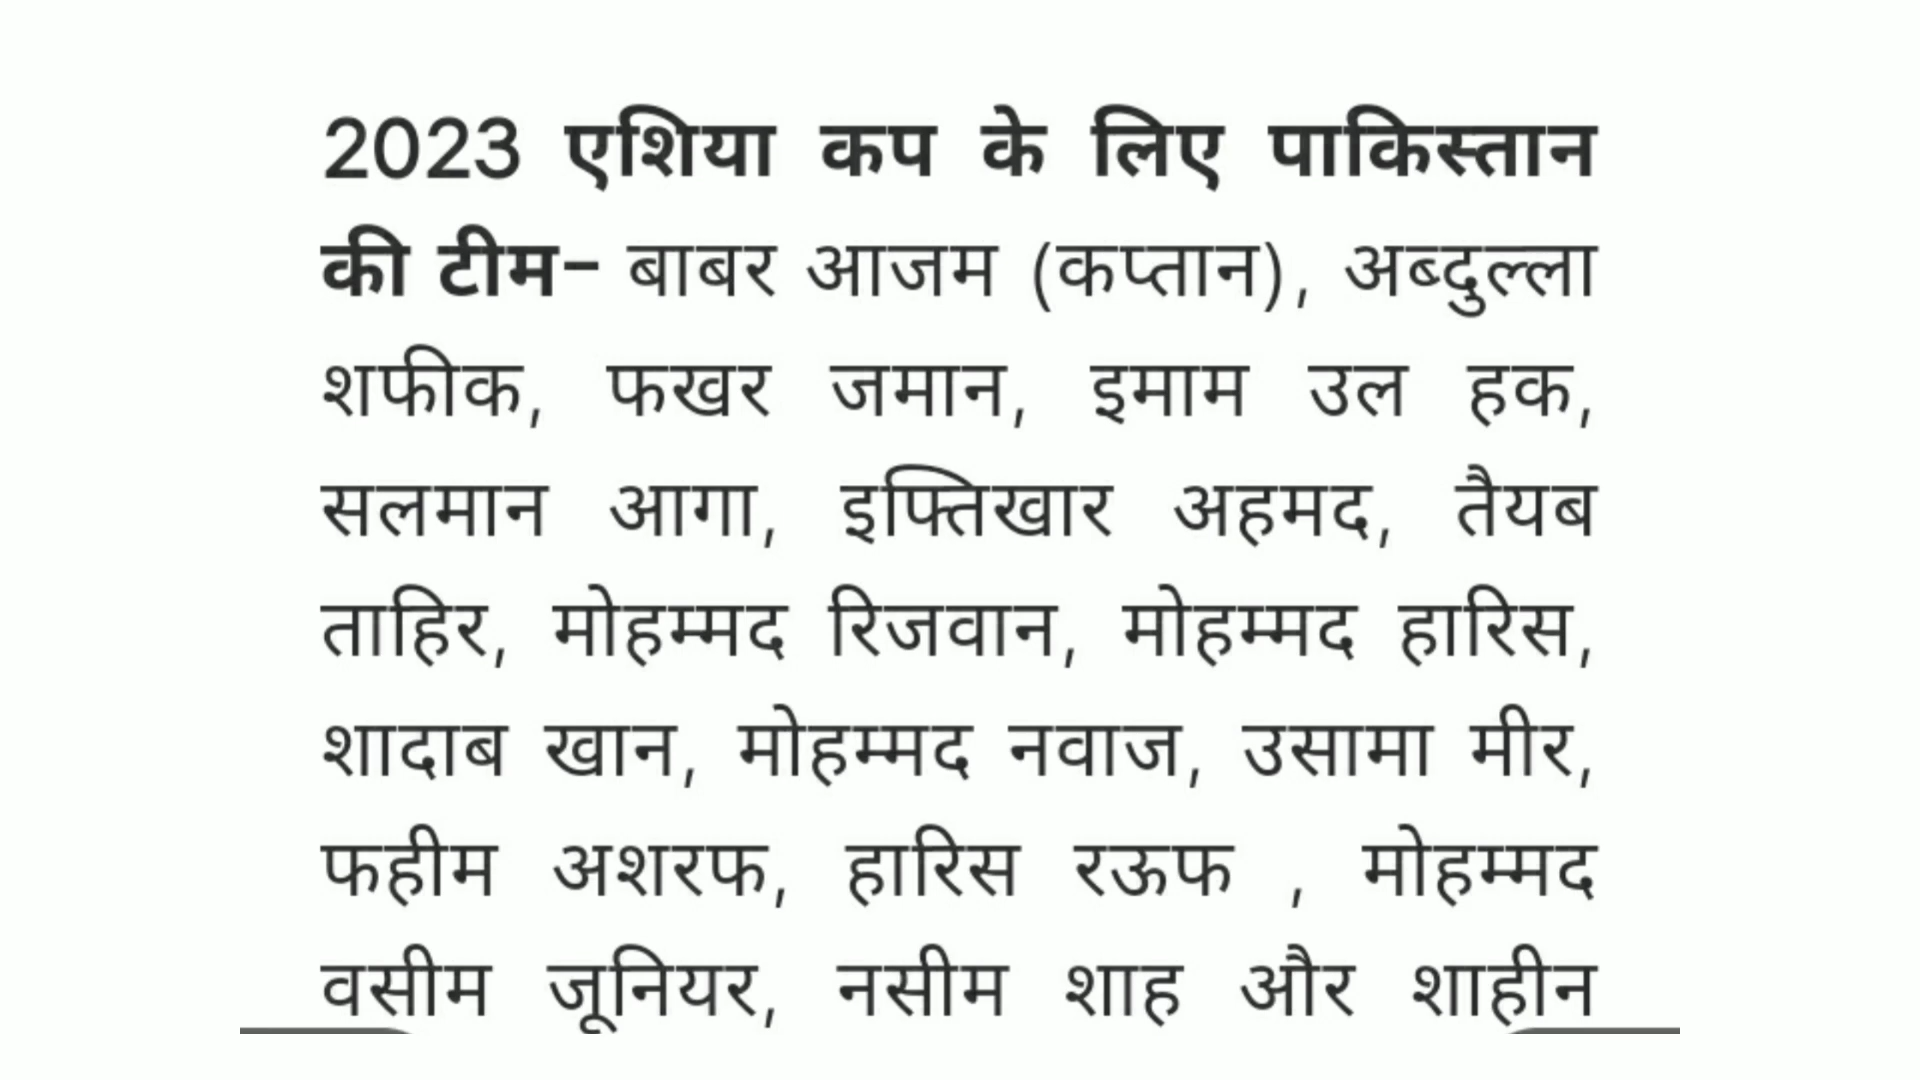 2023 एशिया कप के लिए पाकिस्तान
की टीम- बाबर आजम (कप्तान), अब्दुल्ला
शफीक, फखर जमान, इमाम उल हक,
सलमान आगा, इफ्तिखार अहमद, तैयब
ताहिर, मोहम्मद रिजवान, मोहम्मद हारिस,
शादाब खान, मोहम्मद नवाज, उसामा मीर,
फहीम अशरफ, हारिस रऊफ , मोहम्मद
वसीम जूनियर, नसीम शाह और शाहीन